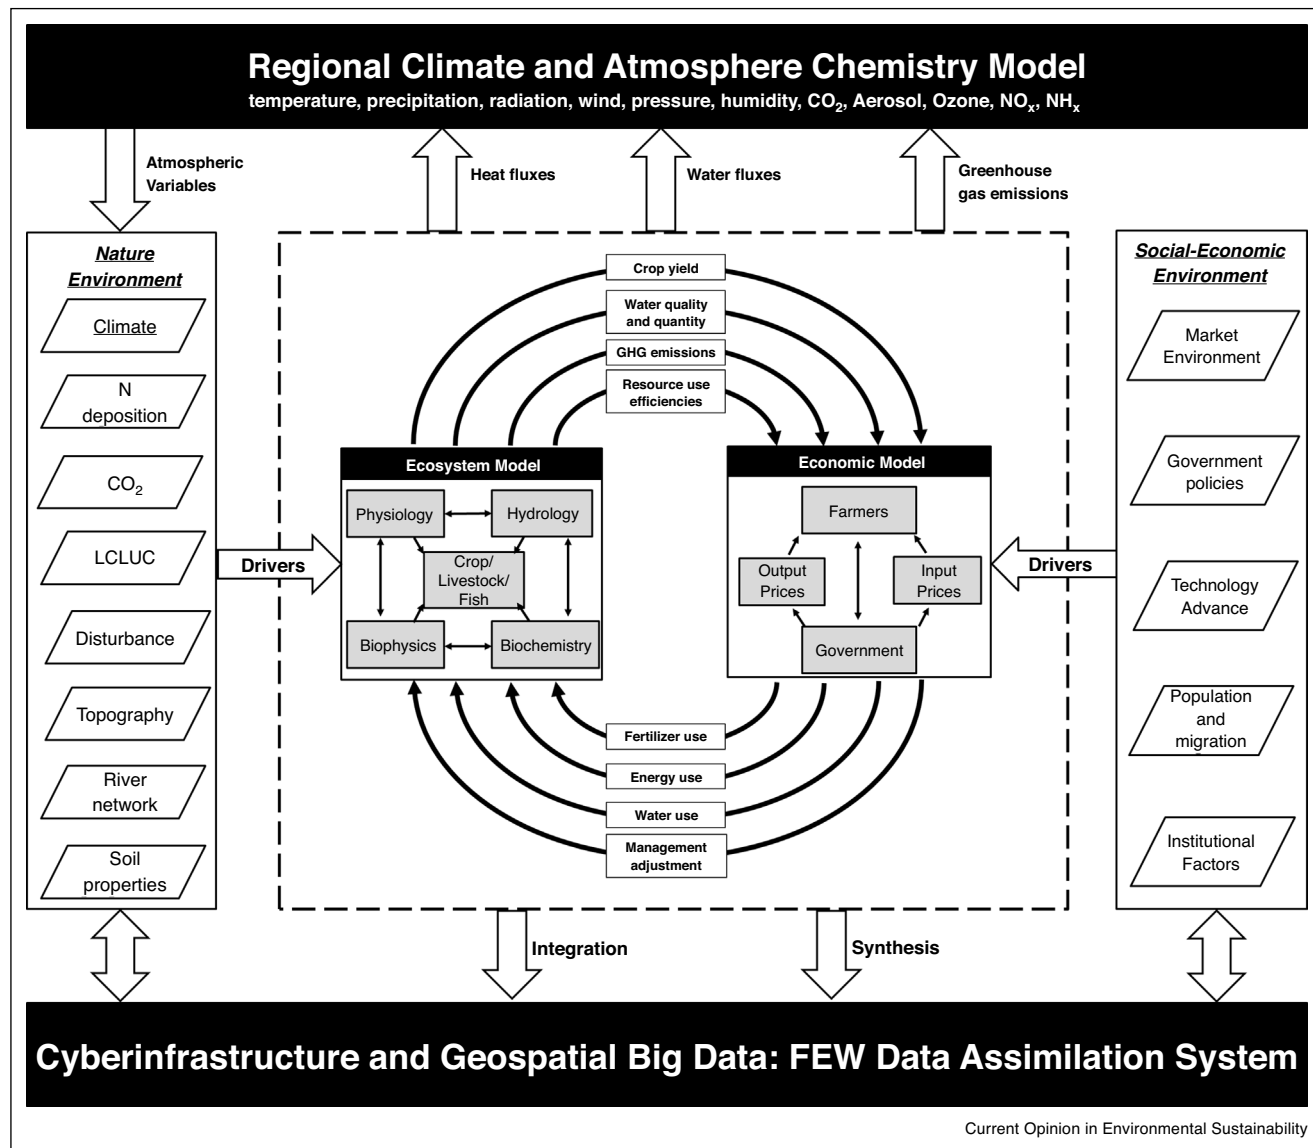 Regional Climate and Atmosphere Chemistry Model
temperature, precipitation, radiation, wind, pressure, humidity, CO₂, Aerosol, Ozone, NOₓ, NHₓ
Atmospheric
Variables
Heat fluxes
Water fluxes
Greenhouse
gas emissions
Nature
Environment
Climate
N
deposition
CO₂
LCLUC
Disturbance
Topography
River
network
Soil
properties
Drivers
Crop yield
Water quality
and quantity
GHG emissions
Resource use
efficiencies
Ecosystem Model
Physiology
Hydrology
Crop/
Livestock/
Fish
Biophysics
Biochemistry
Economic Model
Farmers
Output
Prices
Input
Prices
Government
Fertilizer use
Energy use
Water use
Management
adjustment
Drivers
Social-Economic
Environment
Market
Environment
Government
policies
Technology
Advance
Population
and
migration
Institutional
Factors
Integration
Synthesis
Cyberinfrastructure and Geospatial Big Data: FEW Data Assimilation System
Current Opinion in Environmental Sustainability